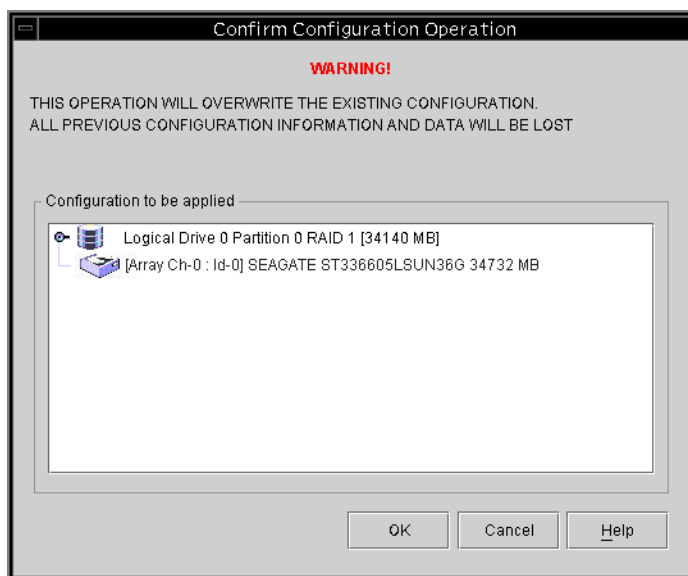 Confirm Configuration Operation
WARNING!
THIS OPERATION WILL OVERWRITE THE EXISTING CONFIGURATION.
ALL PREVIOUS CONFIGURATION INFORMATION AND DATA WILL BE LOST
Configuration to be applied
Logical Drive 0 Partition 0 RAID 1 [34140 MB]
[Array Ch-0 : Id-0] SEAGATE ST336605LSUN36G 34732 MB
OK
Cancel
Help